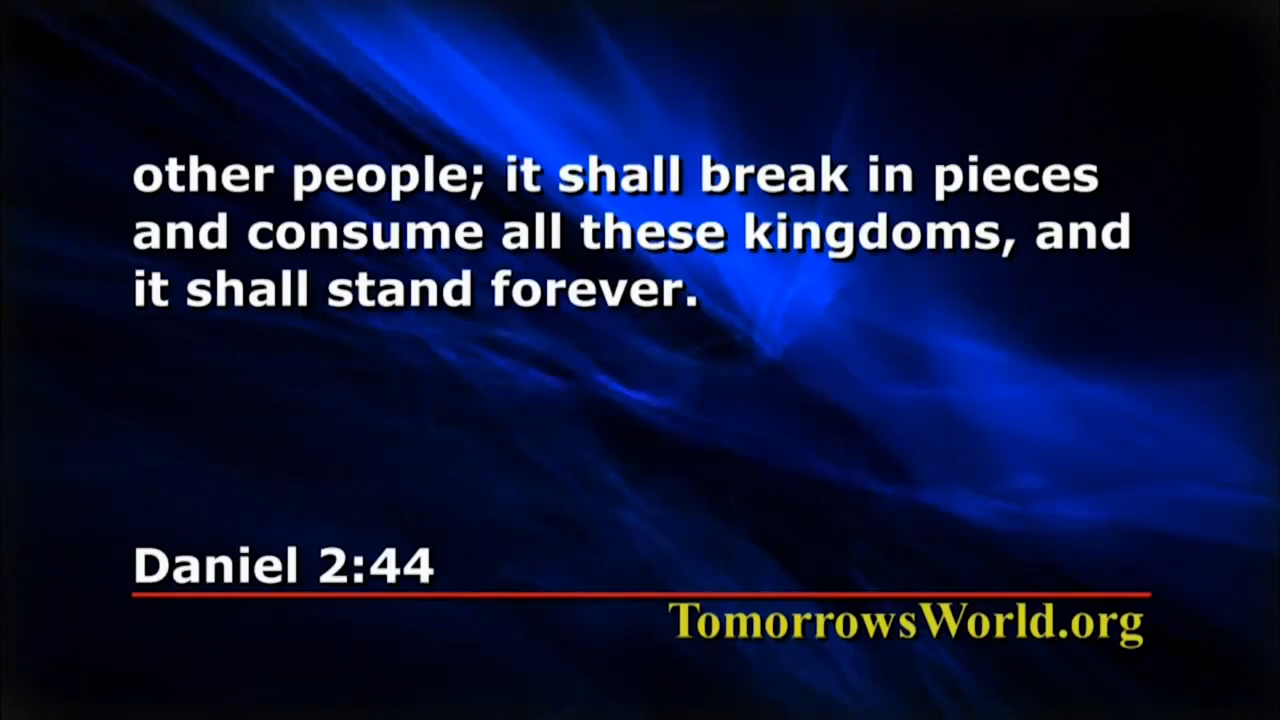 other people; it shall break in pieces
and consume all these kingdoms, and
it shall stand forever.
Daniel 2:44
TomorrowsWorld.org